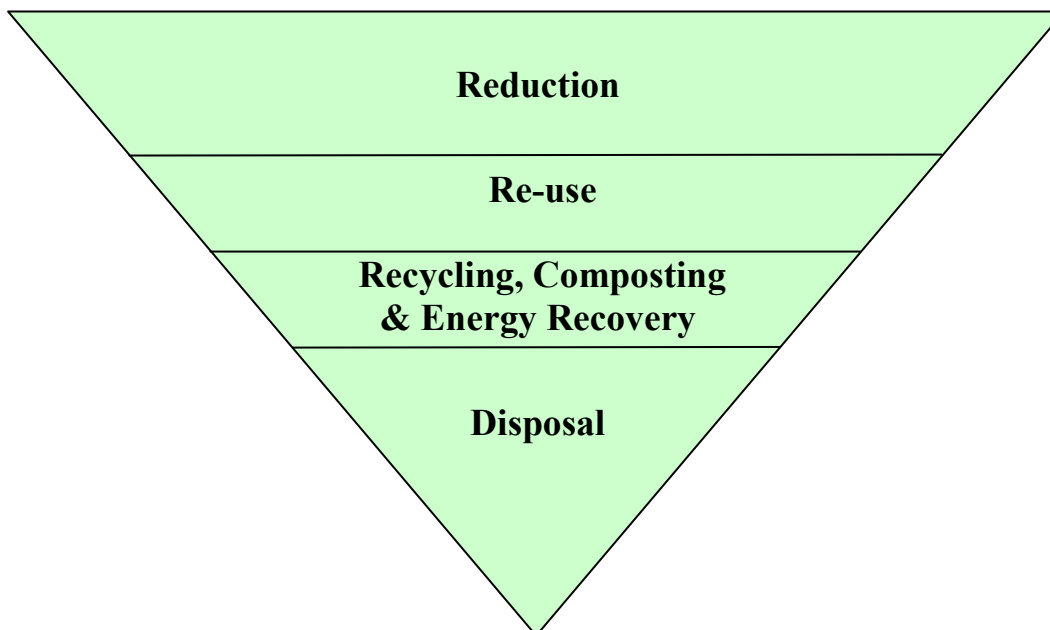 Reduction
Re-use
Recycling, Composting
& Energy Recovery
Disposal